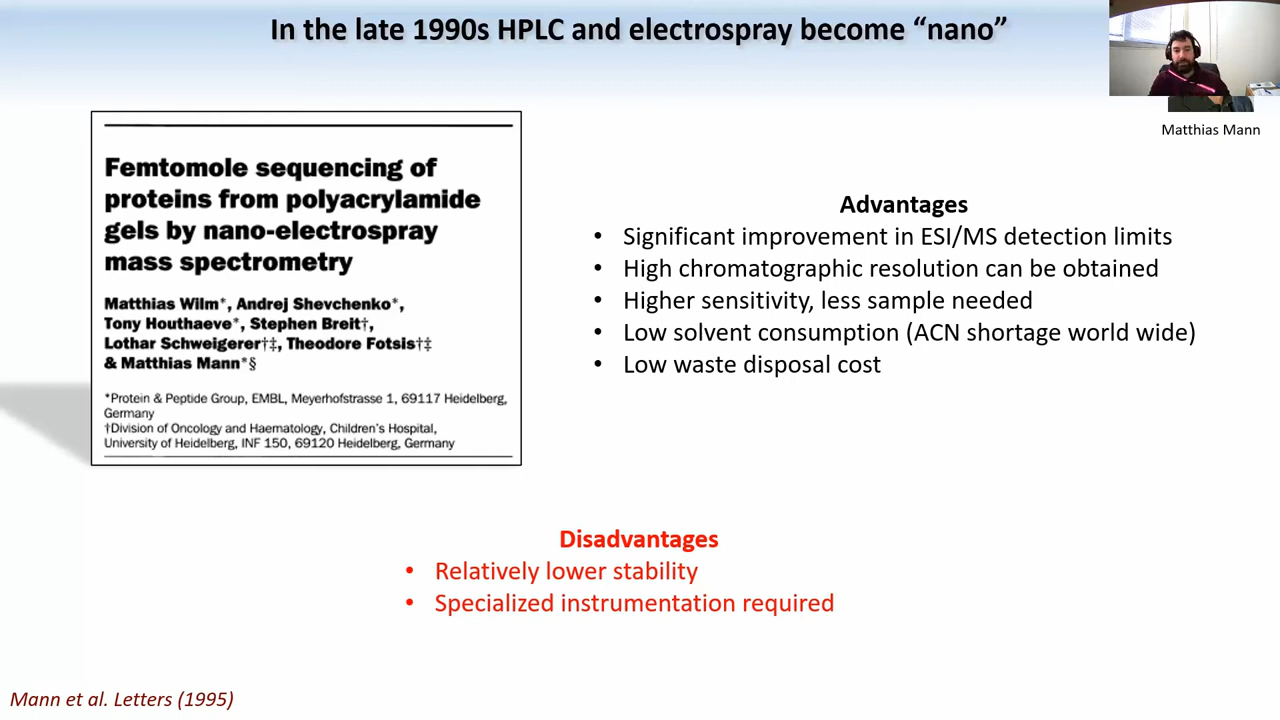 In the late 1990s HPLC and electrospray become “nano”
Matthias Mann
Femtomole sequencing of
proteins from polyacrylamide
gels by nano-electrospray
mass spectrometry
Matthias Wilm*, Andrej Shevchenko*,
Tony Houthaeve*, Stephen Breit†,
Lothar Schweigerer†‡, Theodore Fotsis†‡
& Matthias Mann*§
*Protein & Peptide Group, EMBL, Meyerhofstrasse 1, 69117 Heidelberg,
Germany
†Division of Oncology and Haematology, Children's Hospital,
University of Heidelberg, INF 150, 69120 Heidelberg, Germany
Advantages
• Significant improvement in ESI/MS detection limits
• High chromatographic resolution can be obtained
• Higher sensitivity, less sample needed
• Low solvent consumption (ACN shortage world wide)
• Low waste disposal cost
Disadvantages
• Relatively lower stability
• Specialized instrumentation required
Mann et al. Letters (1995)